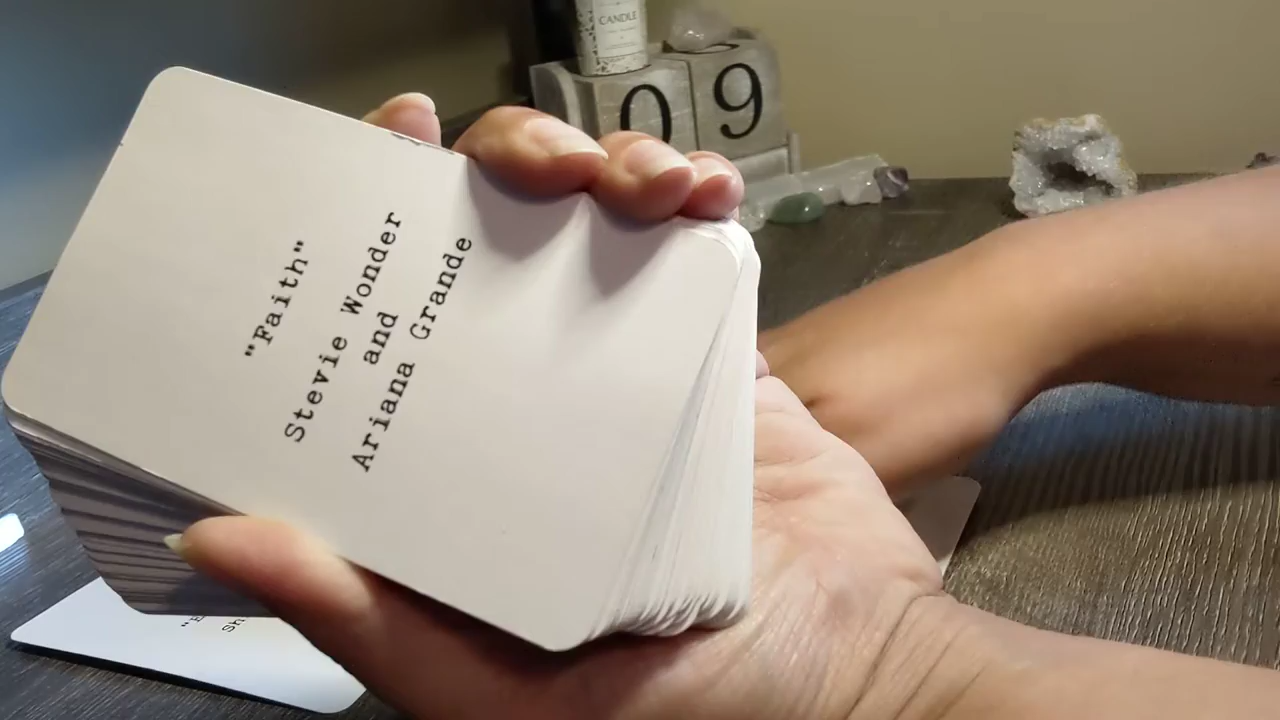 CANDLE
09
"Faith"
Stevie Wonder
and
Ariana Grande